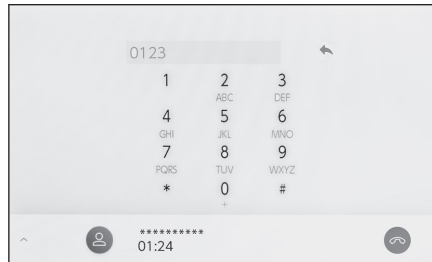 0123
1 2 3
ABC DEF
4 5 6
GHI JKL MNO
7 8 9
PQRS TUV WXYZ
* 0 #
+
**********
01:24